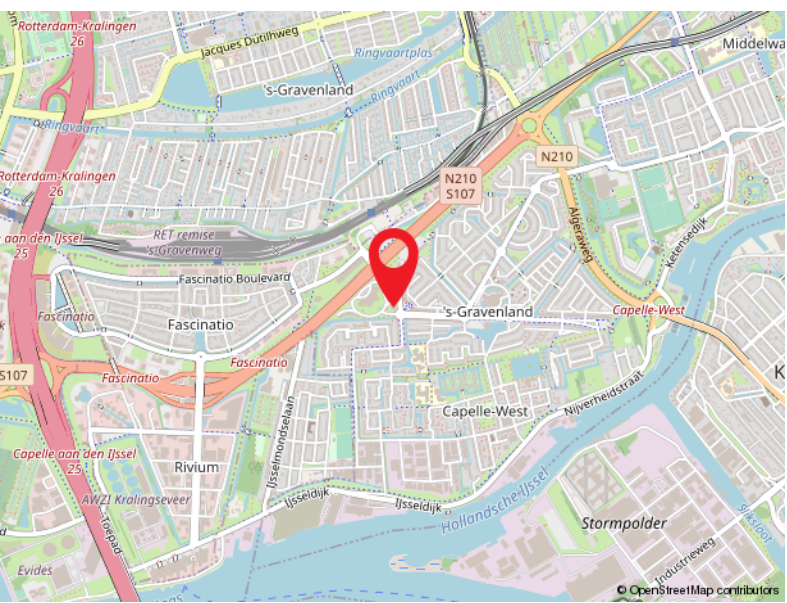 Rotterdam-Kralingen
26
Jacques Dutilhweg
Ringvaartplas
Middelwa
's-Gravenland
Ringvaart
Ringvaart
N210
Rotterdam-Kralingen
26
N210
S107
RET remise
's-Gravenweg
Algeraweg
Ketensedijk
aan den IJssel
25
Fascinatio Boulevard
Fascinatio
Fascinatio
's-Gravenland
Capelle-West
Fascinatio
Fascinatio
S107
K
Nijverheidstraat
IJsselmondselaan
Capelle-West
Capelle aan den IJssel
25
Rivium
AWZI Kralingseveer
IJsseldijk
IJsseldijk
Hollandsche IJssel
Stormpolder
Sliksloot
Toepad
Evides
Industrieweg
© OpenStreetMap contributors